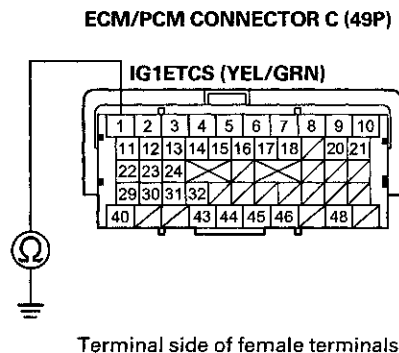 ECM/PCM CONNECTOR C (49P)
IG1ETCS (YEL/GRN)
1 2 3 4 5 6 7 8 9 10
11 12 13 14 15 16 17 18 20 21
22 23 24
29 30 31 32
40 43 44 45 46 48
Ω
Terminal side of female terminals